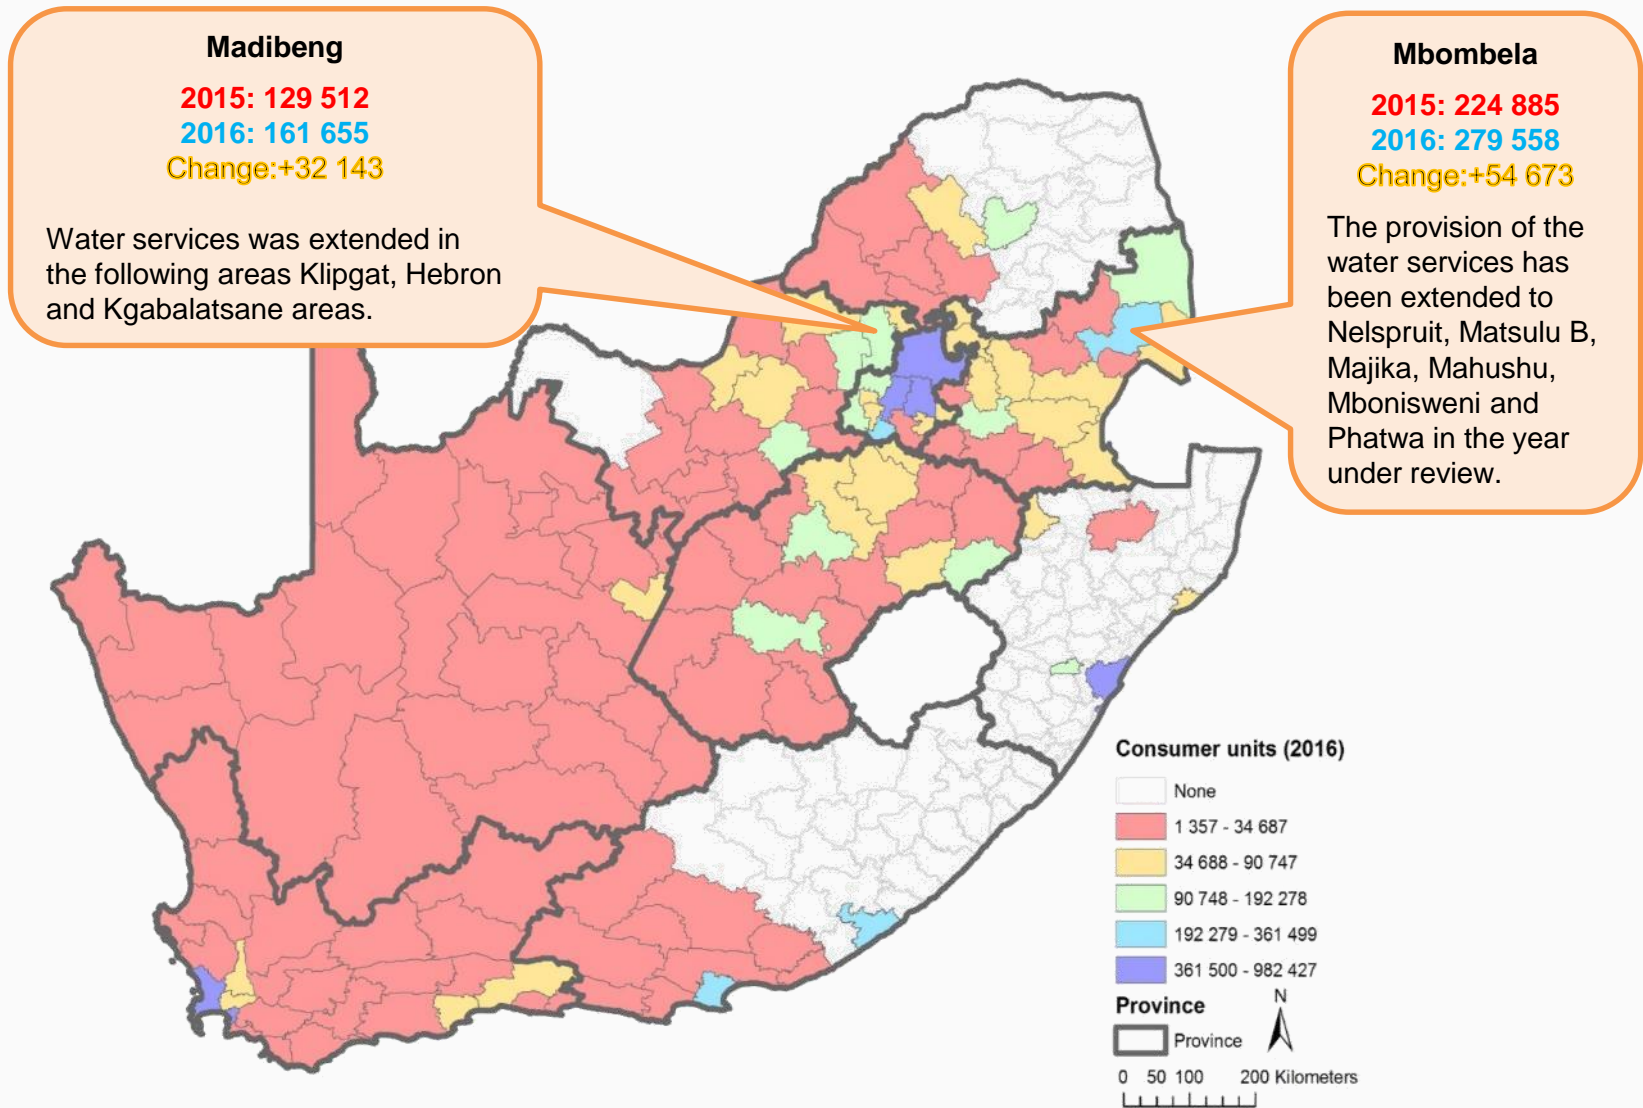 Madibeng
2015: 129 512
2016: 161 655
Change:+32 143
Water services was extended in
the following areas Klipgat, Hebron
and Kgabalatsane areas.
Mbombela
2015: 224 885
2016: 279 558
Change:+54 673
The provision of the
water services has
been extended to
Nelspruit, Matsulu B,
Majika, Mahushu,
Mbonisweni and
Phatwa in the year
under review.
Consumer units (2016)
None
1 357 - 34 687
34 688 - 90 747
90 748 - 192 278
192 279 - 361 499
361 500 - 982 427
Province
Province
N
0 50 100 200 Kilometers